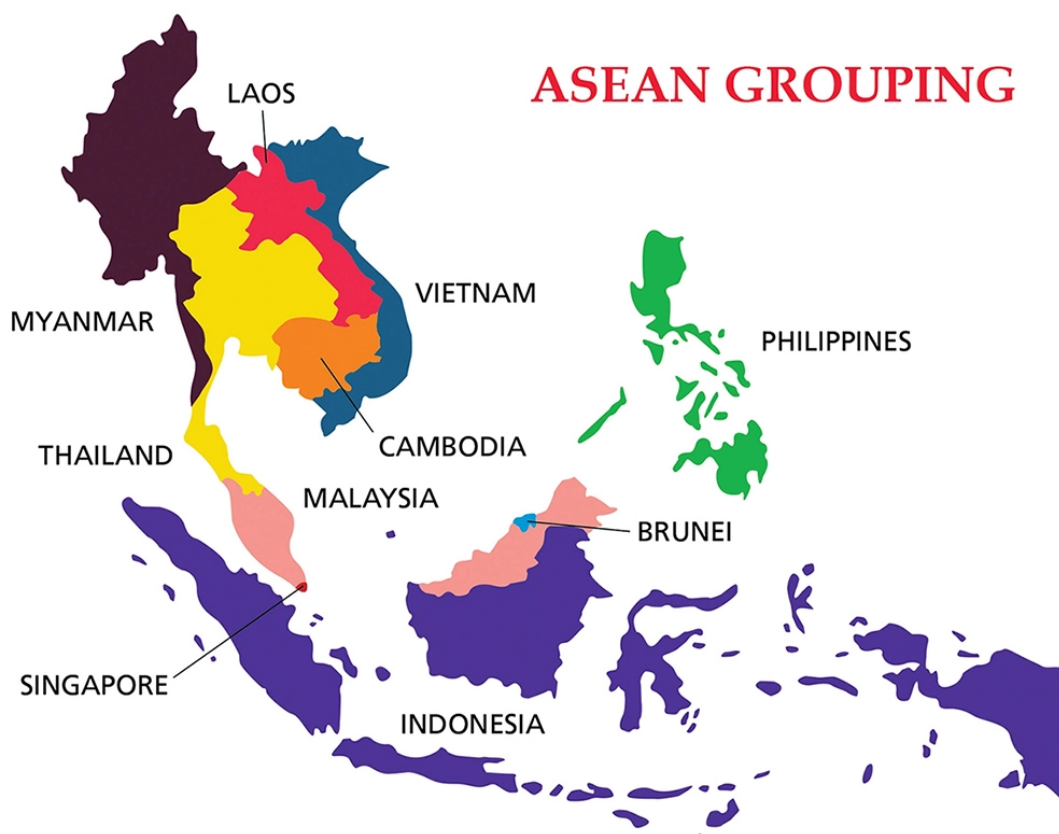 ASEAN GROUPING
LAOS
VIETNAM
MYANMAR
PHILIPPINES
THAILAND
CAMBODIA
MALAYSIA
BRUNEI
SINGAPORE
INDONESIA